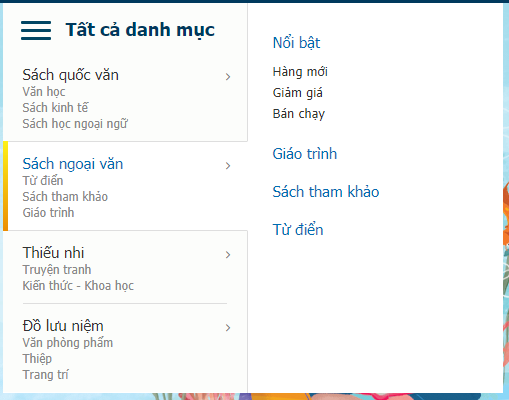 Tất cả danh mục
Sách quốc văn
Văn học
Sách kinh tế
Sách học ngoại ngữ
Sách ngoại văn
Từ điển
Sách tham khảo
Giáo trình
Thiếu nhi
Truyện tranh
Kiến thức - Khoa học
Đồ lưu niệm
Văn phòng phẩm
Thiệp
Trang trí
Nổi bật
Hàng mới
Giảm giá
Bán chạy
Giáo trình
Sách tham khảo
Từ điển